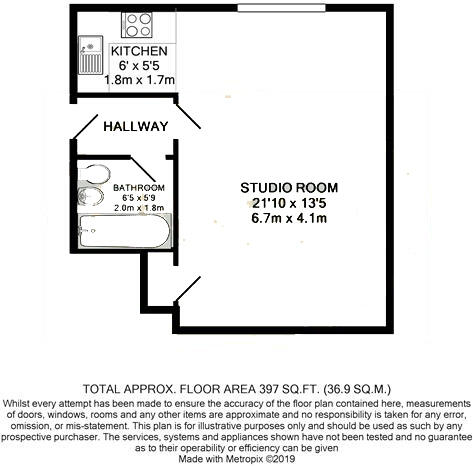 KITCHEN
6' x 5'5
1.8m x 1.7m
HALLWAY
BATHROOM
6'5 x 5'9
2.0m x 1.8m
STUDIO ROOM
21'10 x 13'5
6.7m x 4.1m
TOTAL APPROX. FLOOR AREA 397 SQ.FT. (36.9 SQ.M.)
Whilst every attempt has been made to ensure the accuracy of the floor plan contained here, measurements
of doors, windows, rooms and any other items are approximate and no responsibility is taken for any error,
omission, or mis-statement. This plan is for illustrative purposes only and should be used as such by any
prospective purchaser. The services, systems and appliances shown have not been tested and no guarantee
as to their operability or efficiency can be given
Made with Metropix ©2019